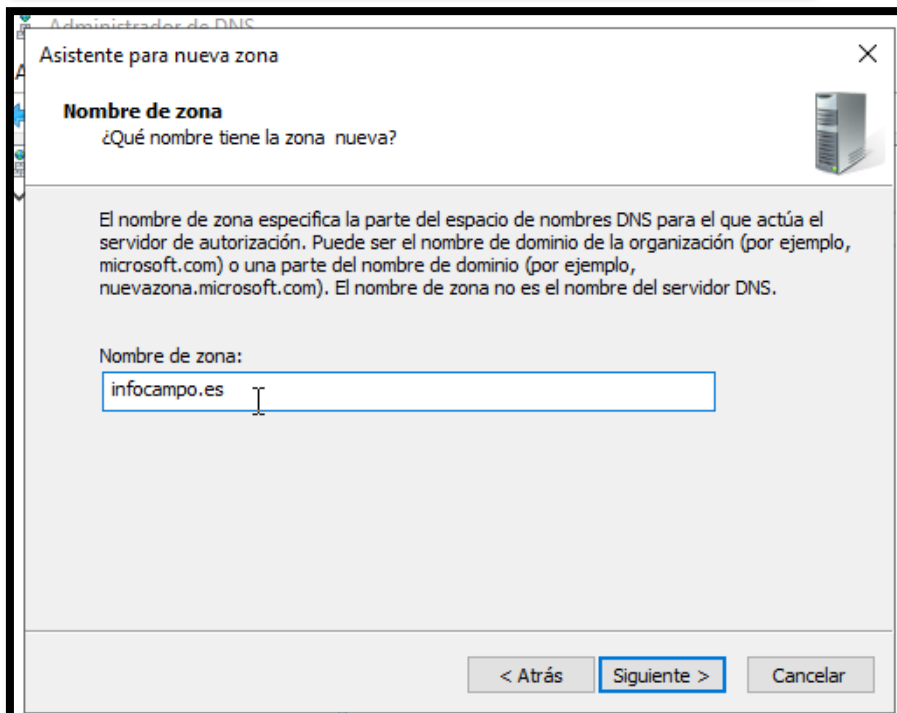 Administrador de DNS
Asistente para nueva zona
Nombre de zona
¿Qué nombre tiene la zona nueva?
El nombre de zona especifica la parte del espacio de nombres DNS para el que actúa el
servidor de autorización. Puede ser el nombre de dominio de la organización (por ejemplo,
microsoft.com) o una parte del nombre de dominio (por ejemplo,
nuevazona.microsoft.com). El nombre de zona no es el nombre del servidor DNS.
Nombre de zona:
infocampo.es
< Atrás
Siguiente >
Cancelar